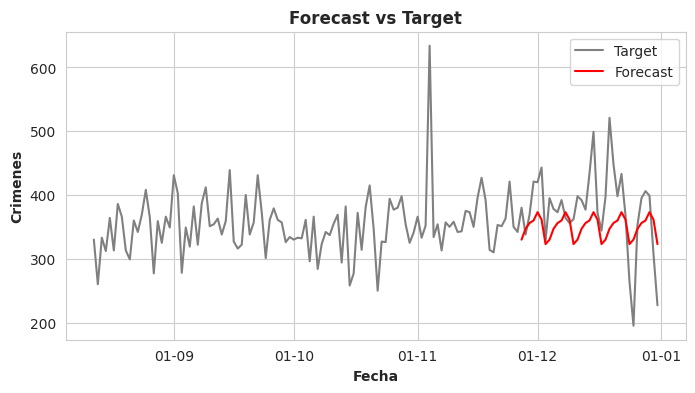 Forecast vs Target
Target
Forecast
Crimenes
600
500
400
300
200
01-09
01-10
01-11
01-12
01-01
Fecha